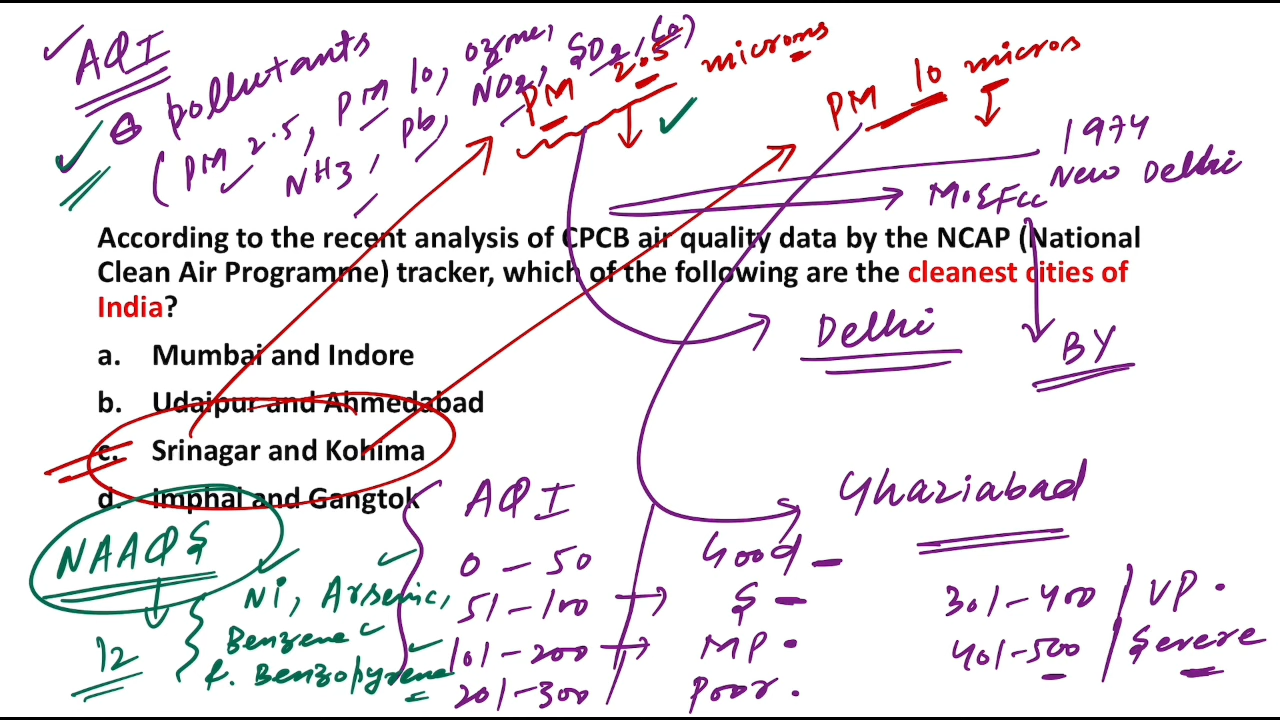 AQI
8 pollutants
(PM 2.5, PM 10, ozone,
NO2, SO2, CO)
NH3, Pb,
PM 2.5 microns
PM 10 micros
1974
New Delhi
MoEFCC
According to the recent analysis of CPCB air quality data by the NCAP (National
Clean Air Programme) tracker, which of the following are the cleanest cities of
India?
a. Mumbai and Indore
b. Udaipur and Ahmedabad
c. Srinagar and Kohima
d. Imphal and Gangtok
Delhi
BY
Ghaziabad
NAAQS
12
Ni, Arsenic,
Benzene
&. Benzopyrene
AQI
0 - 50 Good
51-100 S
101-200 MP
201-300 Poor
301-400 VP
401-500 Severe